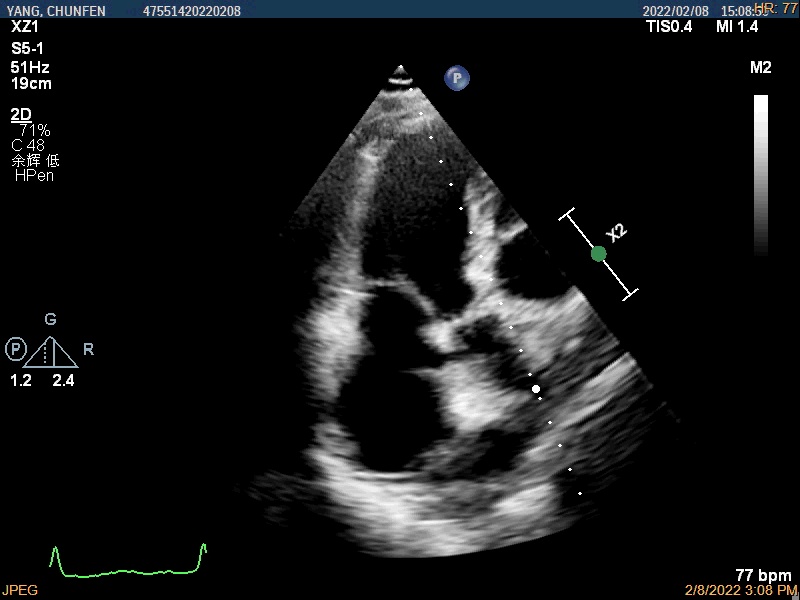 YANG, CHUNFEN 47551420220208 2022/02/08 15:08:59 HR: 77
XZ1 TIS0.4 MI 1.4
S5-1
51Hz M2
19cm
2D
71%
C 48
余辉 低
HPen
X2
P
G
P R
1.2 2.4
77 bpm
JPEG 2/8/2022 3:08 PM